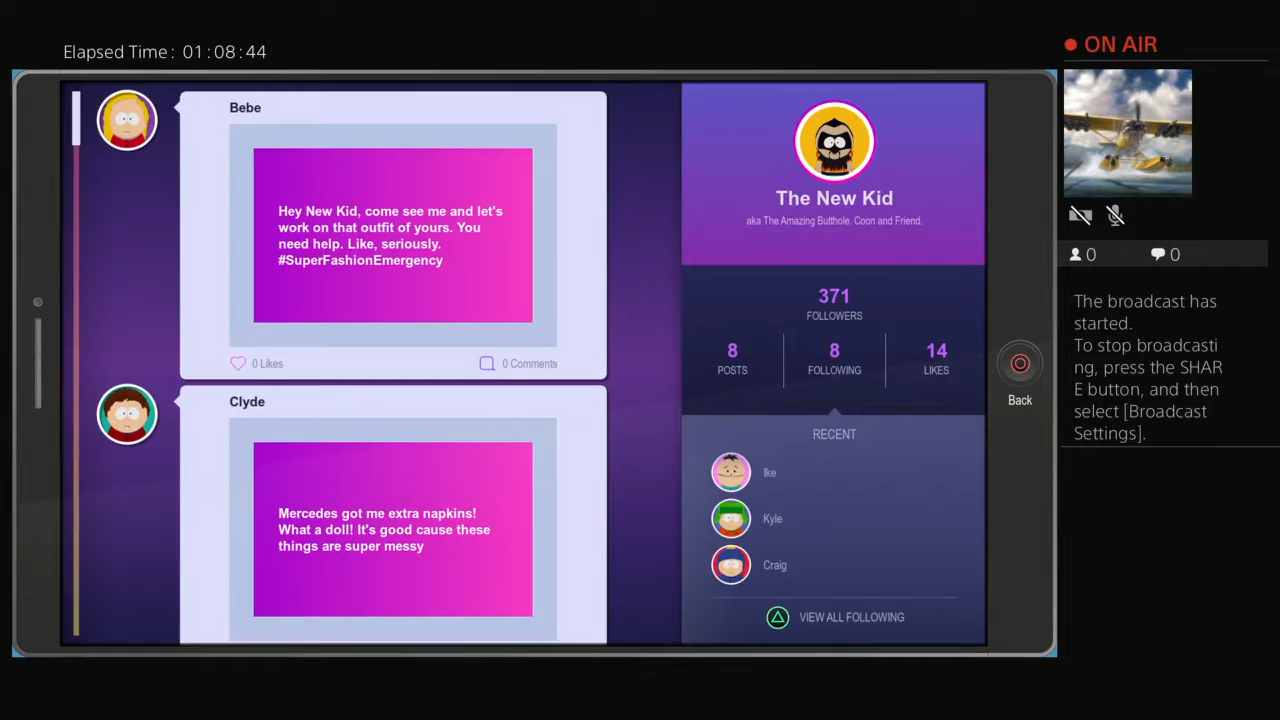 Elapsed Time: 01:08:44
ON AIR
Bebe
Hey New Kid, come see me and let's
work on that outfit of yours. You
need help. Like, seriously.
#SuperFashionEmergency
0 Likes
0 Comments
Clyde
Mercedes got me extra napkins!
What a doll! It's good cause these
things are super messy
The New Kid
aka The Amazing Butthole. Coon and Friend.
371
FOLLOWERS
8
POSTS
8
FOLLOWING
14
LIKES
RECENT
Ike
Kyle
Craig
VIEW ALL FOLLOWING
Back
0
0
The broadcast has
started.
To stop broadcasti
ng, press the SHAR
E button, and then
select [Broadcast
Settings].